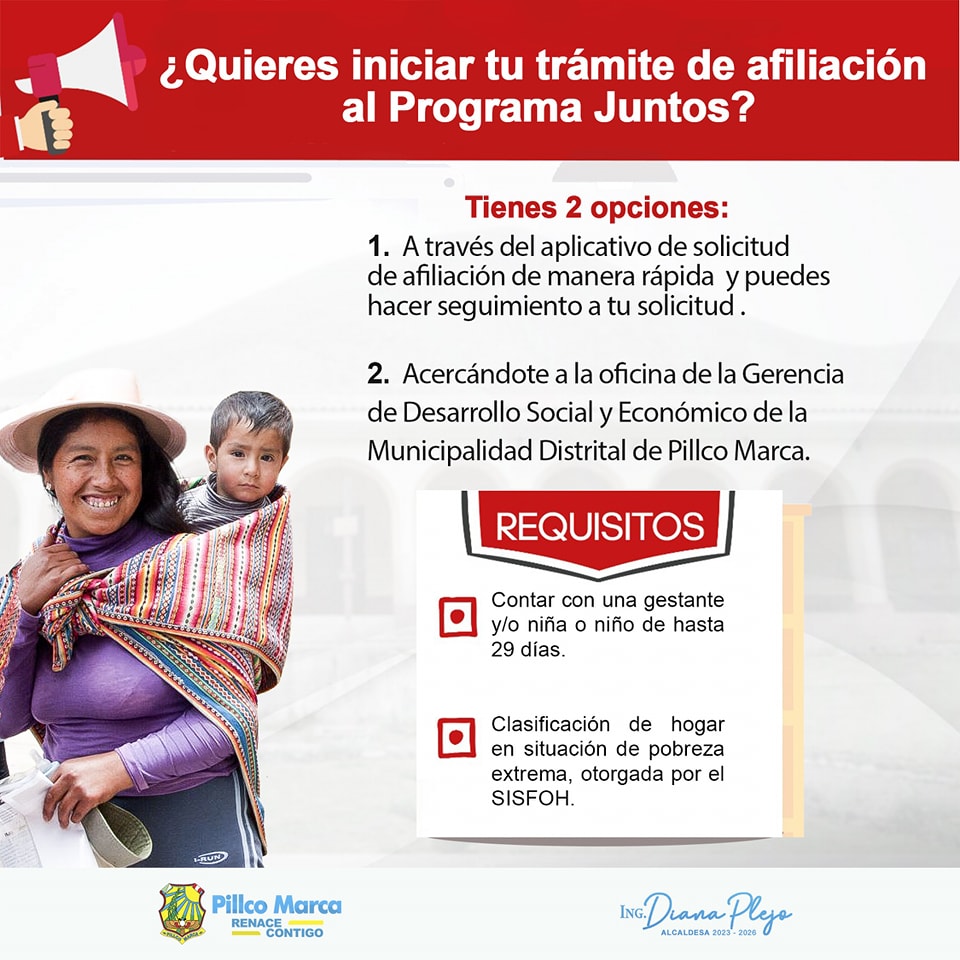 ¿Quieres iniciar tu trámite de afiliación
al Programa Juntos?
Tienes 2 opciones:
1. A través del aplicativo de solicitud
de afiliación de manera rápida y puedes
hacer seguimiento a tu solicitud .
2. Acercándote a la oficina de la Gerencia
de Desarrollo Social y Económico de la
Municipalidad Distrital de Pillco Marca.
REQUISITOS
Contar con una gestante
y/o niña o niño de hasta
29 días.
Clasificación de hogar
en situación de pobreza
extrema, otorgada por el
SISFOH.
I-RUN
PILLCO MARCA
Pillco Marca
RENACE
CONTIGO
ING. Diana Plejo
ALCALDESA 2023 - 2026